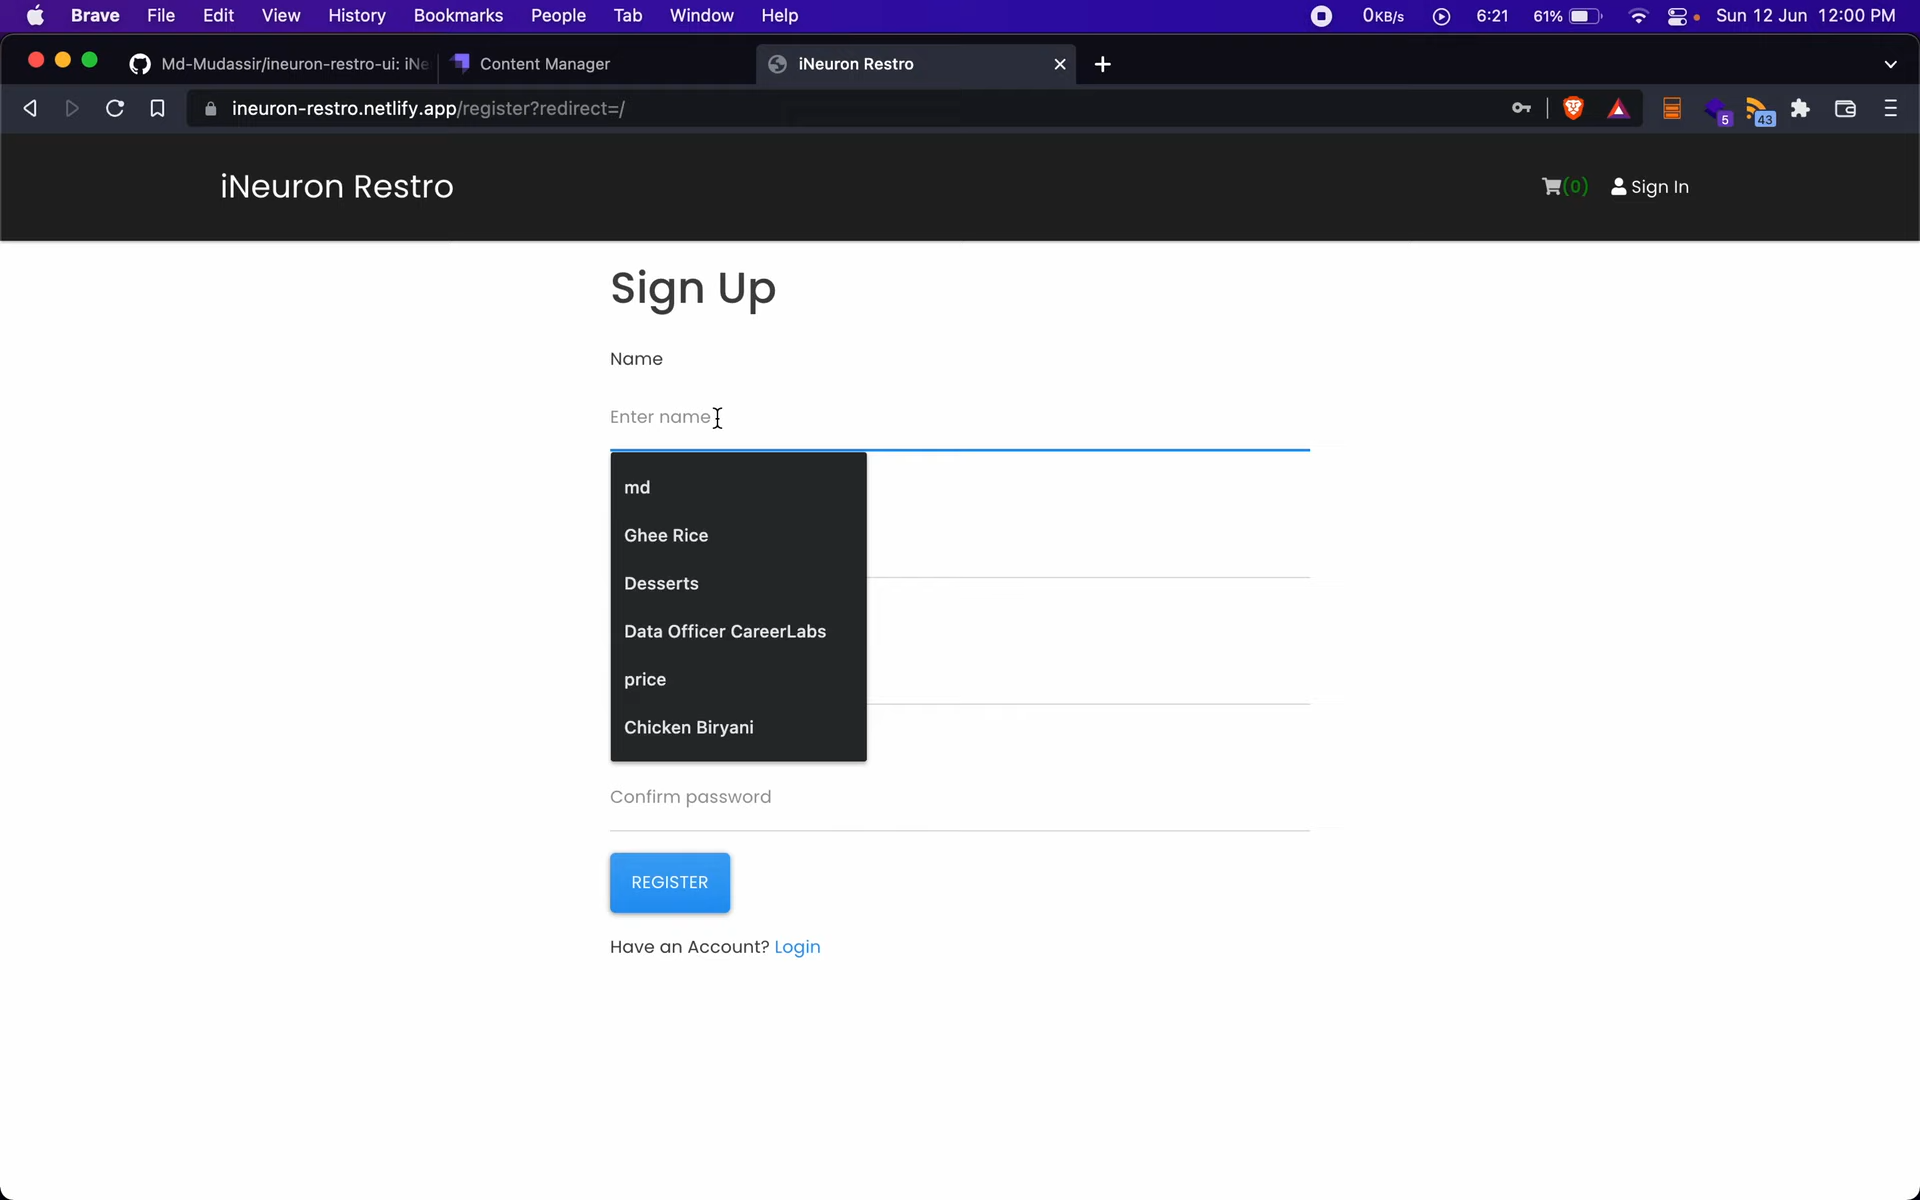 Brave File Edit View History Bookmarks People Tab Window Help 0KB/s 6:21 61% Sun 12 Jun 12:00 PM
Md-Mudassir/ineuron-restro-ui: iNe Content Manager iNeuron Restro
ineuron-restro.netlify.app/register?redirect=/ 5 43
iNeuron Restro (0) Sign In
Sign Up
Name
Enter name
md
Ghee Rice
Desserts
Data Officer CareerLabs
price
Chicken Biryani
Confirm password
REGISTER
Have an Account? Login